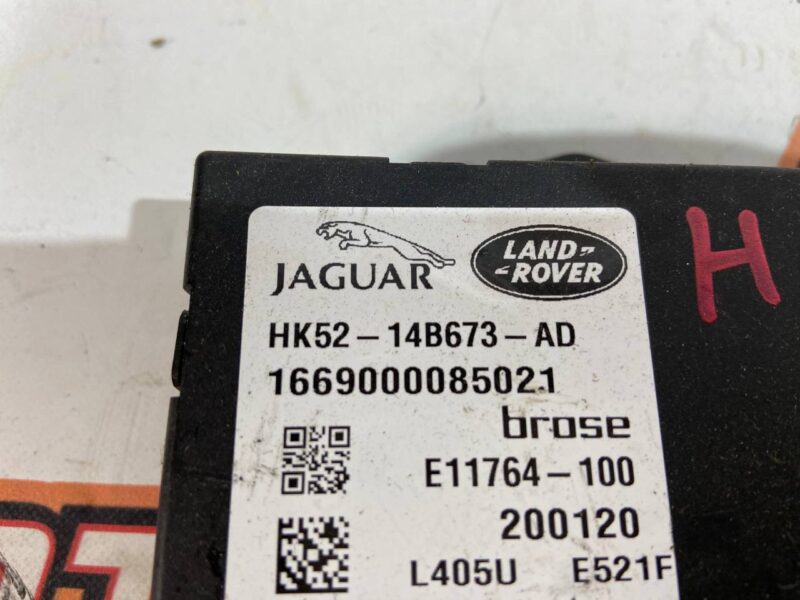 JAGUAR
LAND-
-ROVER
H
HK52-14B673-AD
1669000085021
brose
E11764-100
200120
L405U E521F